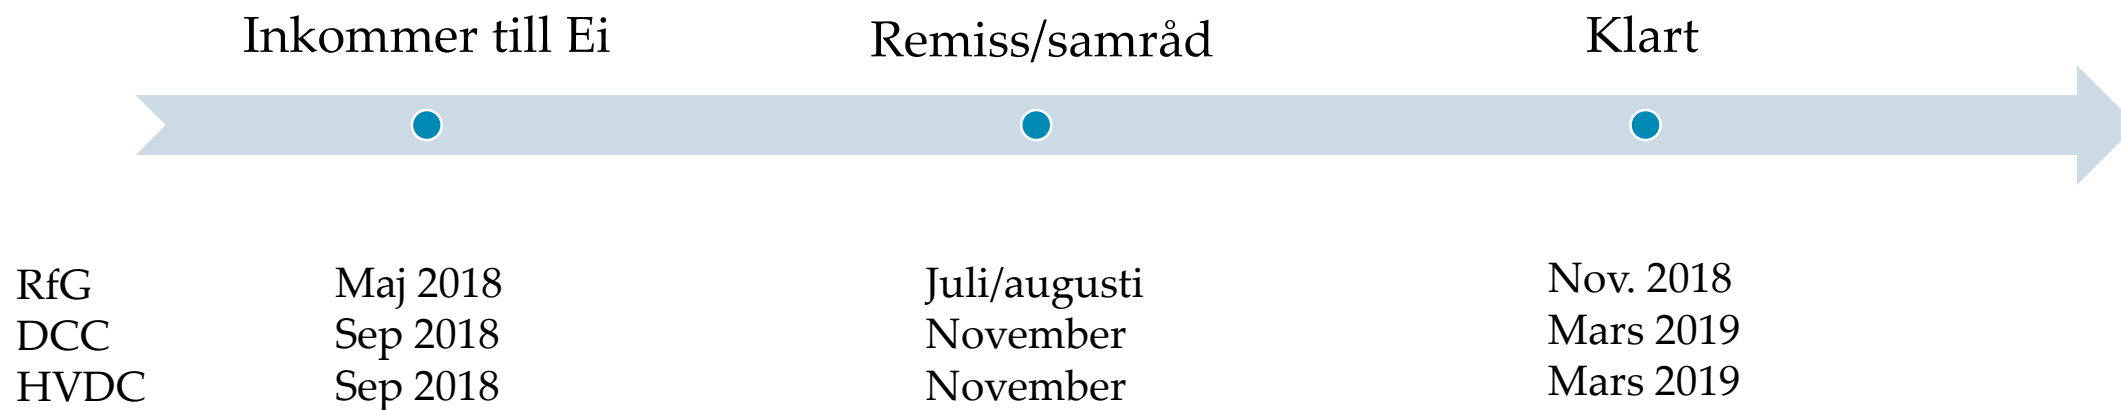 Inkommer till Ei Remiss/samråd Klart
RfG Maj 2018 Juli/augusti Nov. 2018
DCC Sep 2018 November Mars 2019
HVDC Sep 2018 November Mars 2019